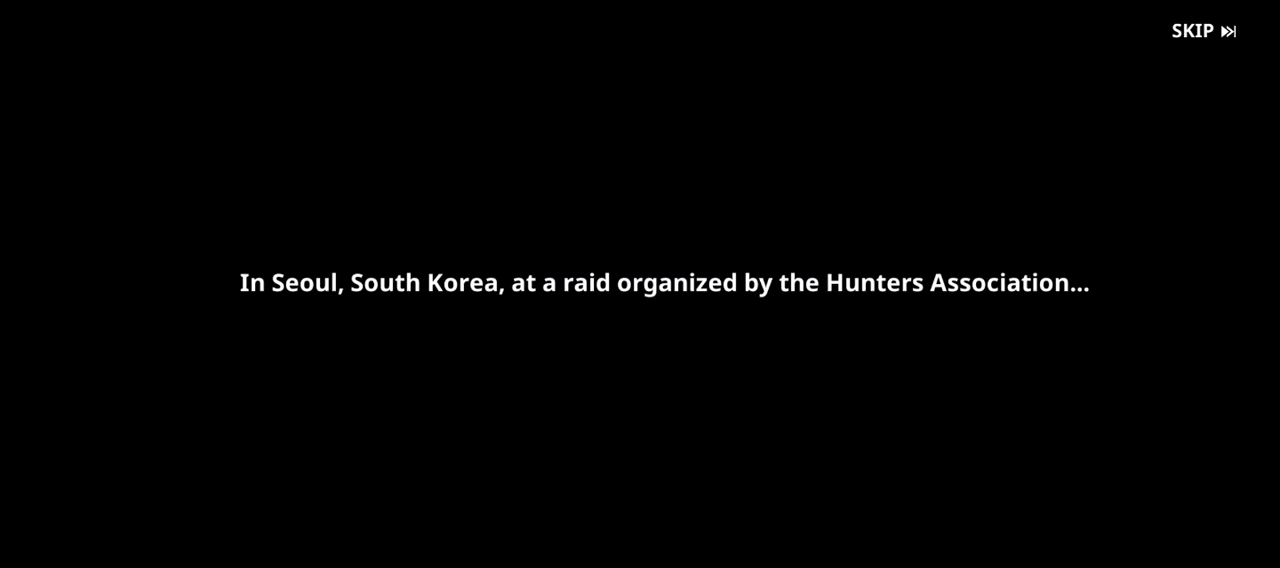 SKIP
In Seoul, South Korea, at a raid organized by the Hunters Association...